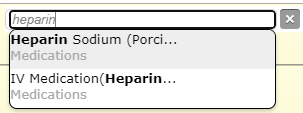 heparin
Heparin Sodium (Porci...
Medications
IV Medication(Heparin...
Medications